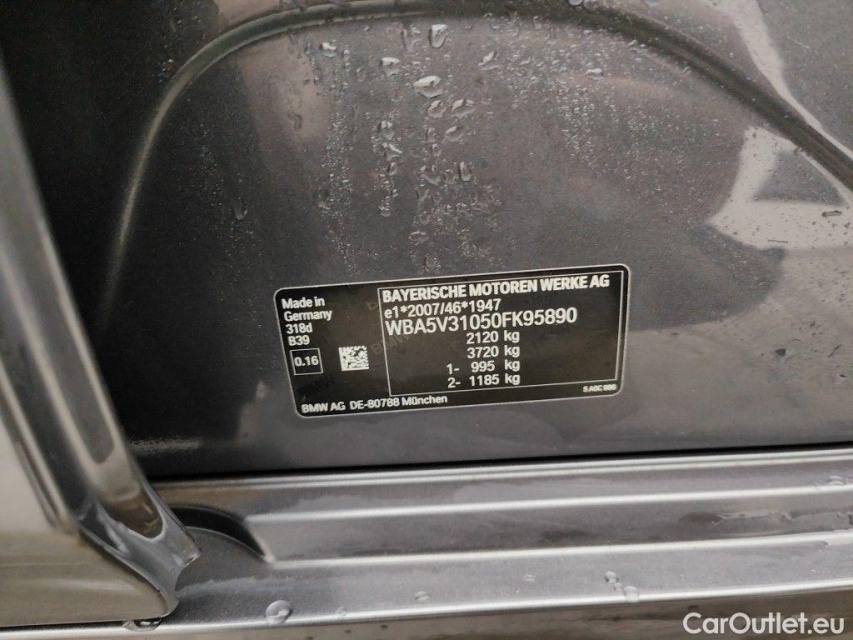 Made in
Germany
318d
B39
0.16
BAYERISCHE MOTOREN WERKE AG
e1*2007/46*1947
WBA5V31050FK95890
2120 kg
3720 kg
1- 995 kg
2- 1185 kg
BMW AG DE-80788 München
CarOutlet.eu